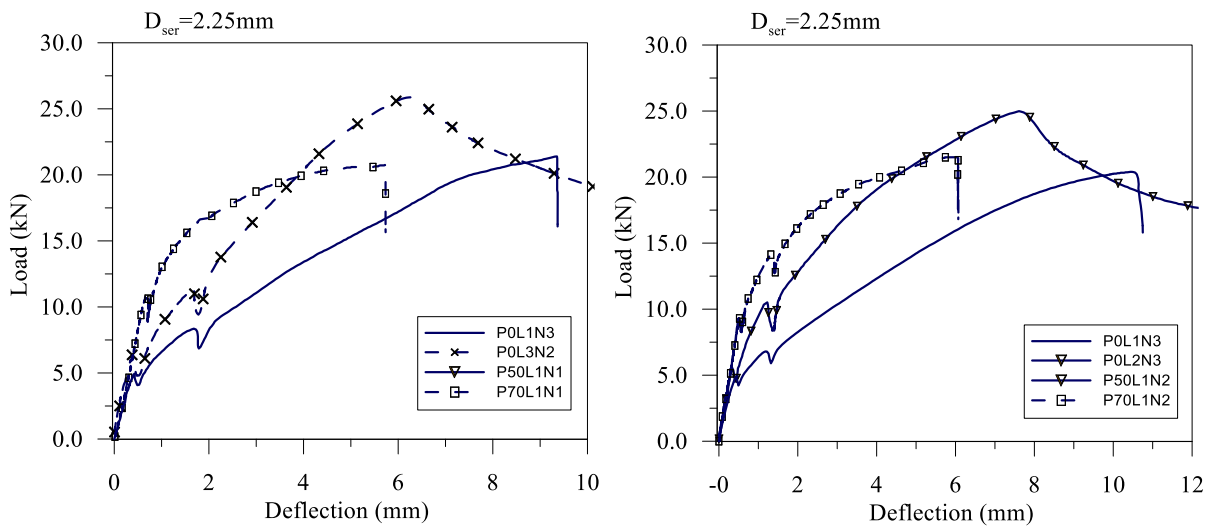 D_ser=2.25mm
30.0
25.0
20.0
15.0
10.0
5.0
0.0
Load (kN)
0
2
4
6
8
10
Deflection (mm)
P0L1N3
P0L3N2
P50L1N1
P70L1N1
D_ser=2.25mm
30.0
25.0
20.0
15.0
10.0
5.0
0.0
Load (kN)
-0
2
4
6
8
10
12
Deflection (mm)
P0L1N3
P0L2N3
P50L1N2
P70L1N2